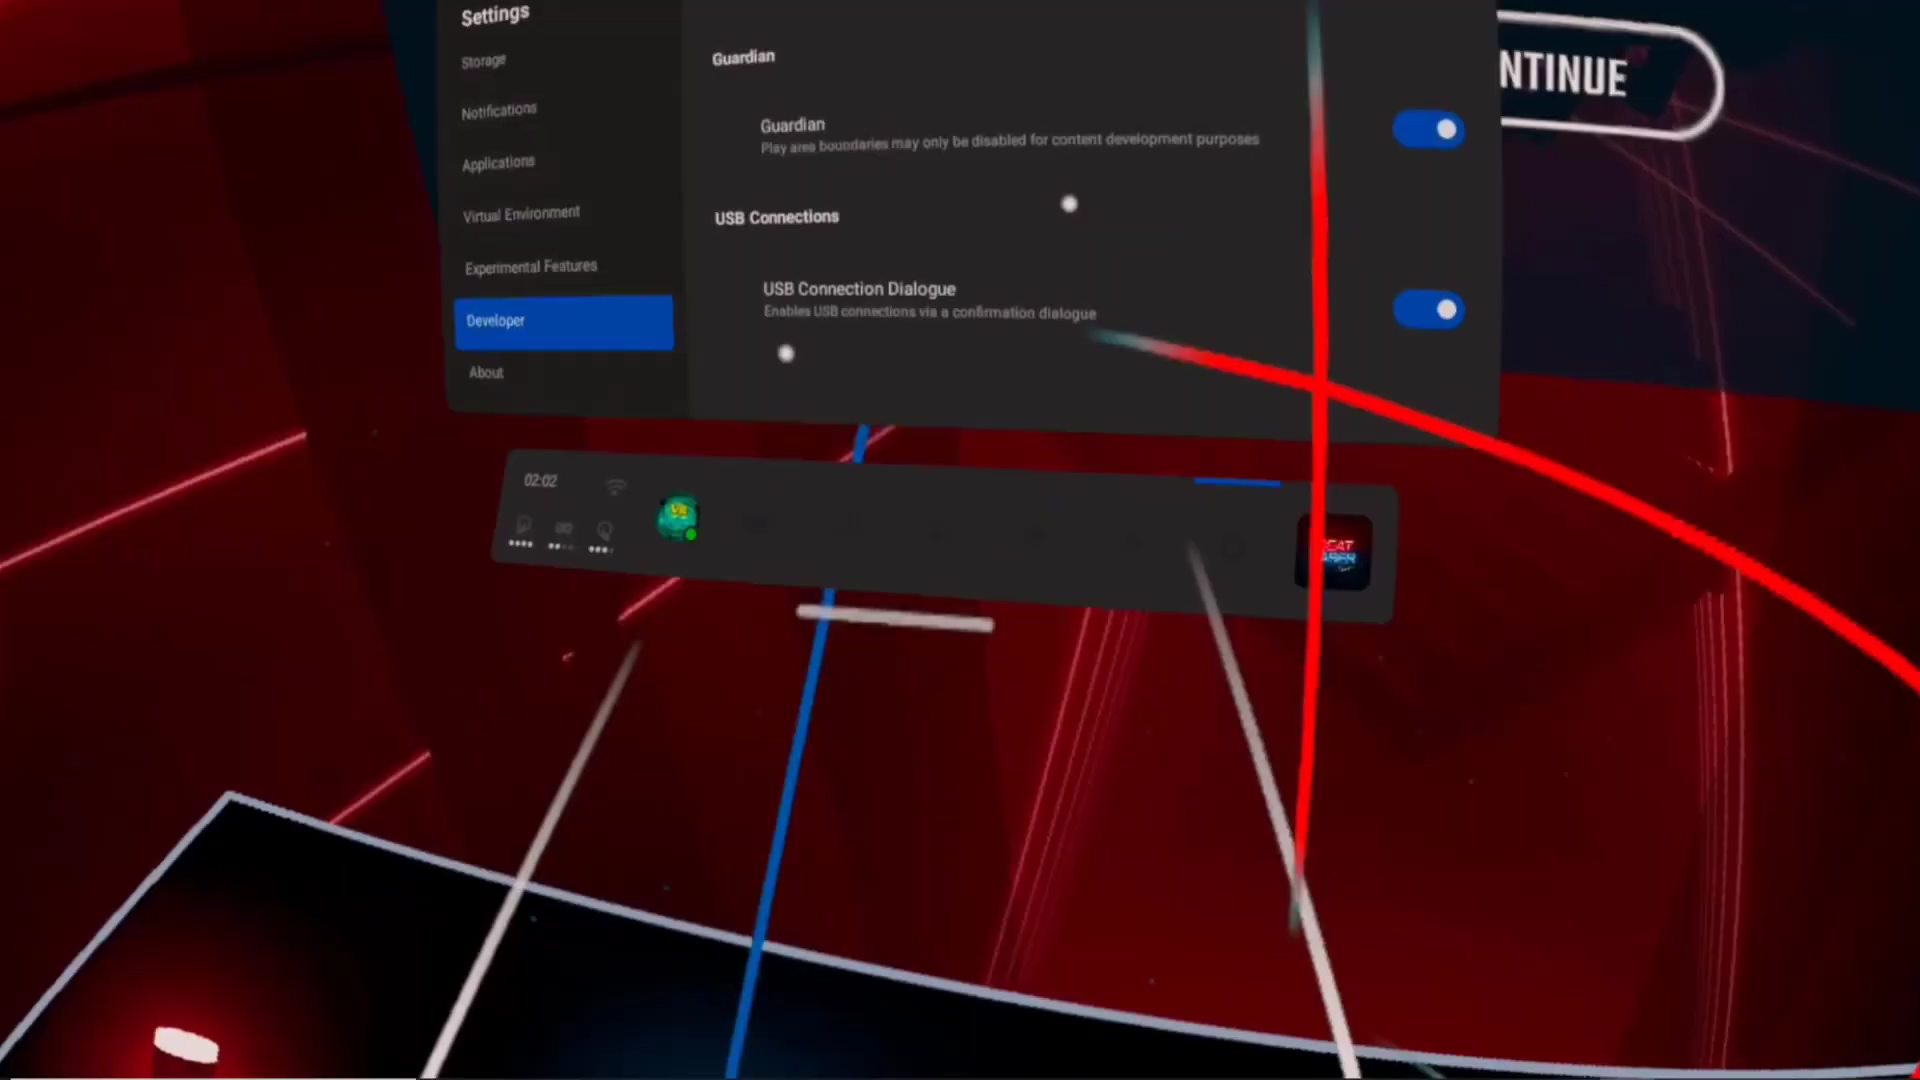 Settings
Storage
Notifications
Applications
Virtual Environment
Experimental Features
Developer
About
Guardian
Guardian
Play area boundaries may only be disabled for content development purposes
USB Connections
USB Connection Dialogue
Enables USB connections via a confirmation dialogue
NTINUE
02:02
VR